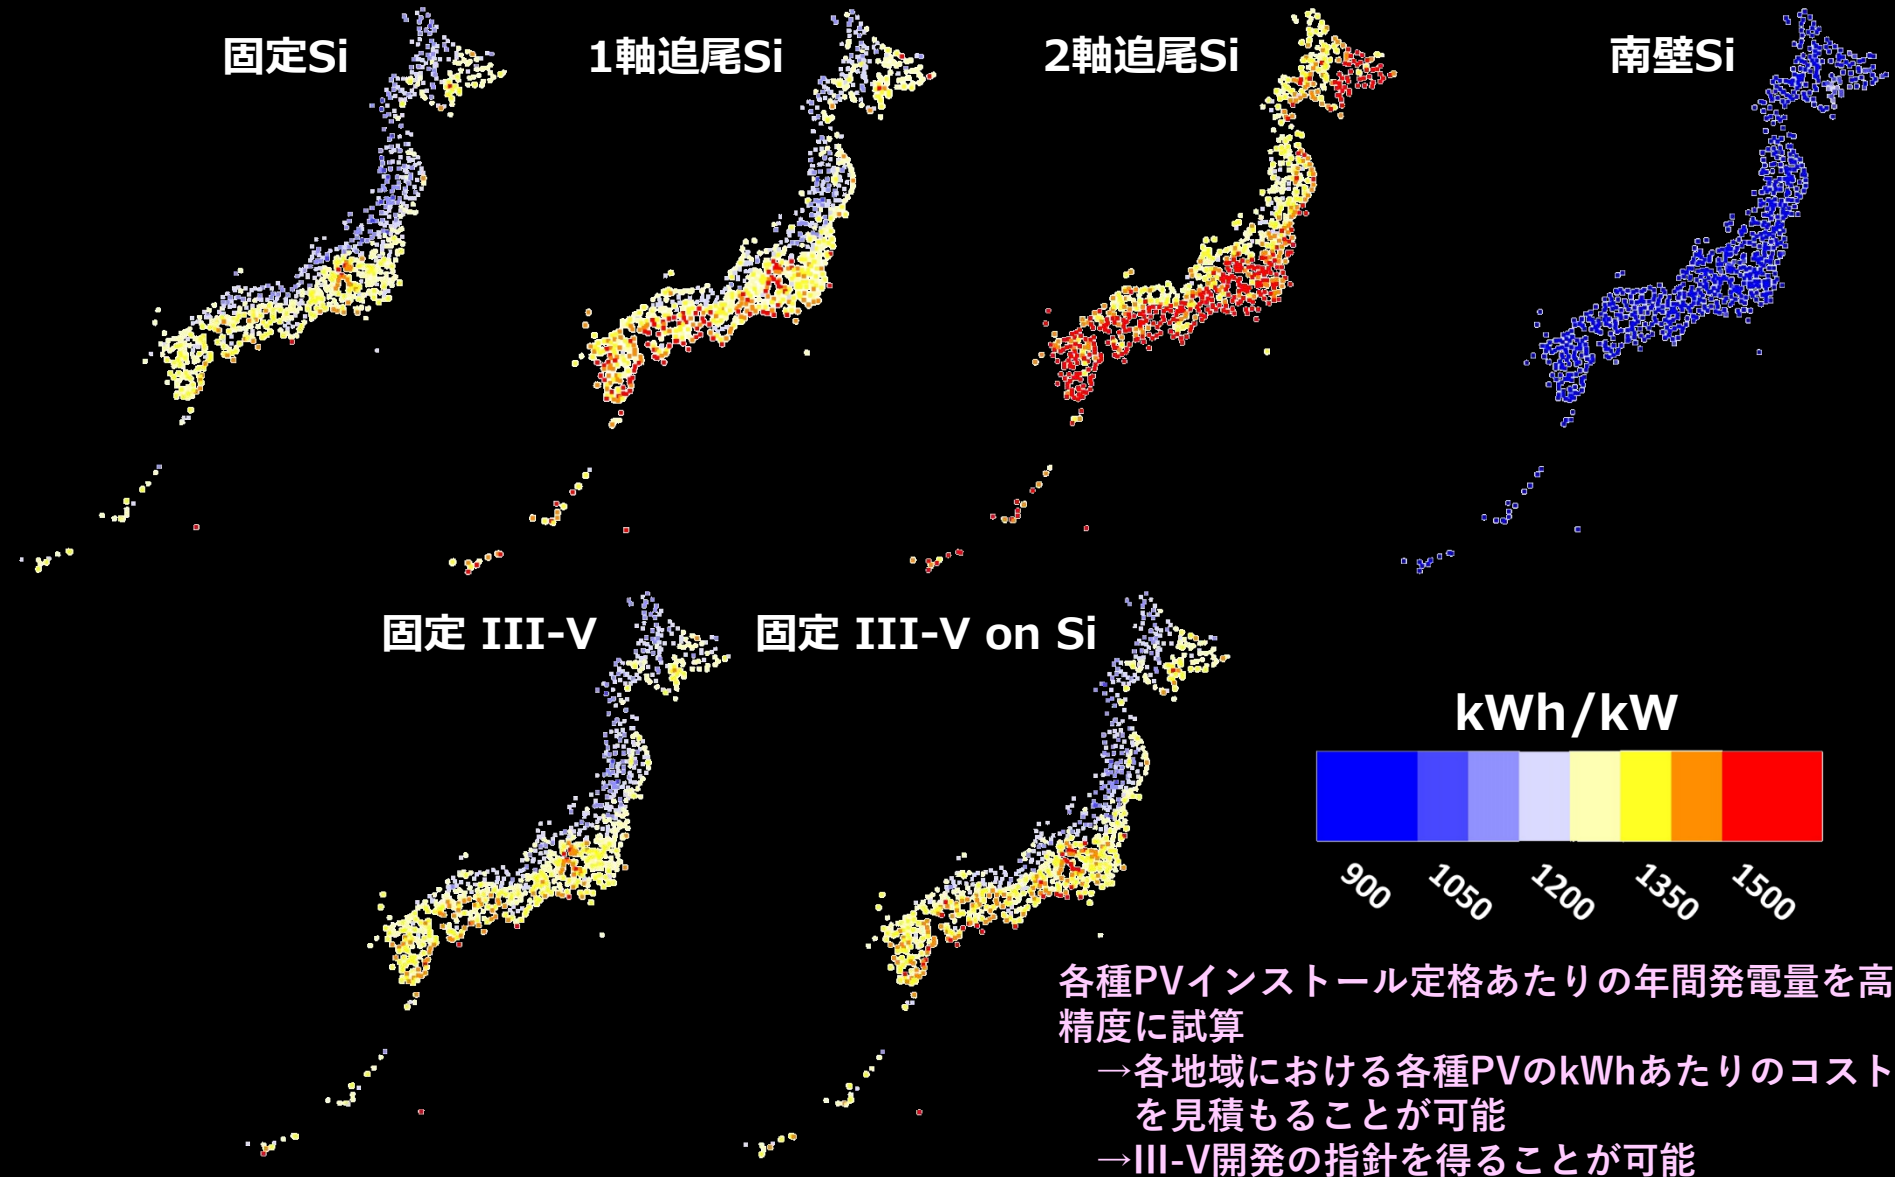 固定Si
1軸追尾Si
2軸追尾Si
南壁Si
固定 III-V
固定 III-V on Si
kWh/kW
900
1050
1200
1350
1500
各種PVインストール定格あたりの年間発電量を高
精度に試算
→各地域における各種PVのkWhあたりのコスト
を見積もることが可能
→III-V開発の指針を得ることが可能